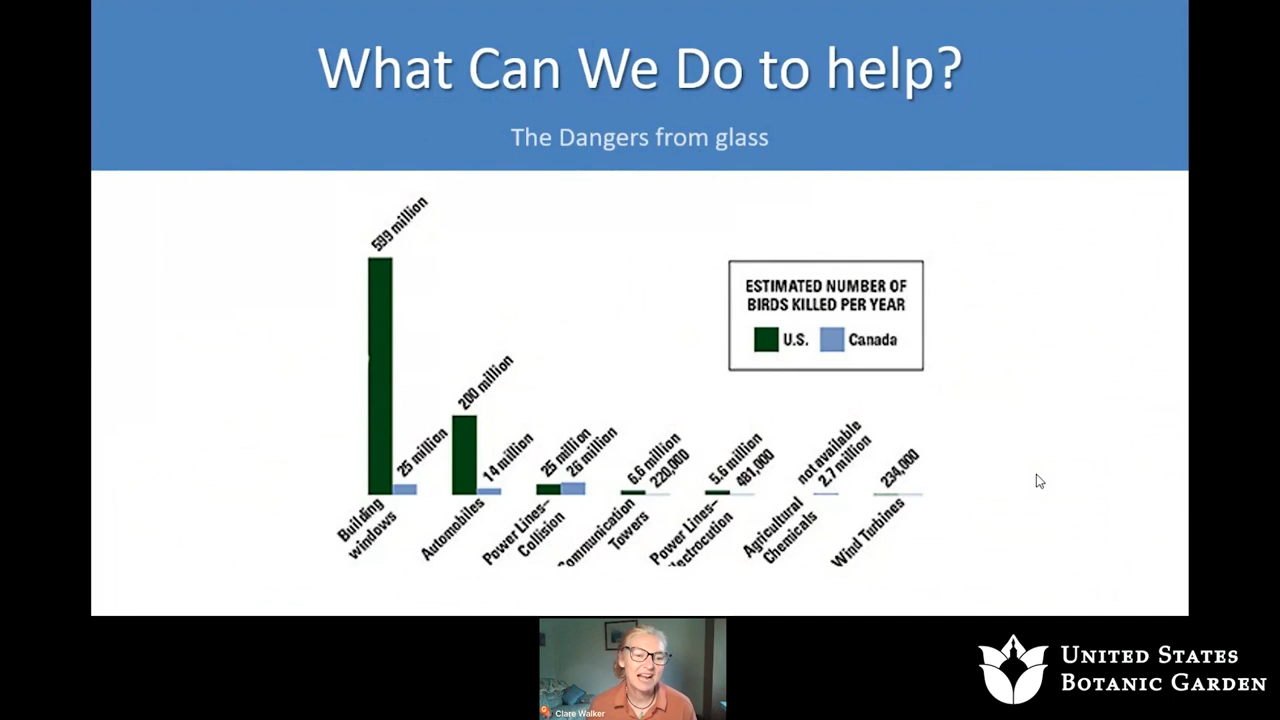 What Can We Do to help?
The Dangers from glass
599 million
25 million
200 million
14 million
25 million
26 million
6.6 million
220,000
5.6 million
481,000
not available
2.7 million
234,000
ESTIMATED NUMBER OF
BIRDS KILLED PER YEAR
U.S. Canada
Building
windows
Automobiles
Power Lines–
Collision
Communication
Towers
Power Lines–
Electrocution
Agricultural
Chemicals
Wind Turbines
Clare Walker
UNITED STATES
BOTANIC GARDEN